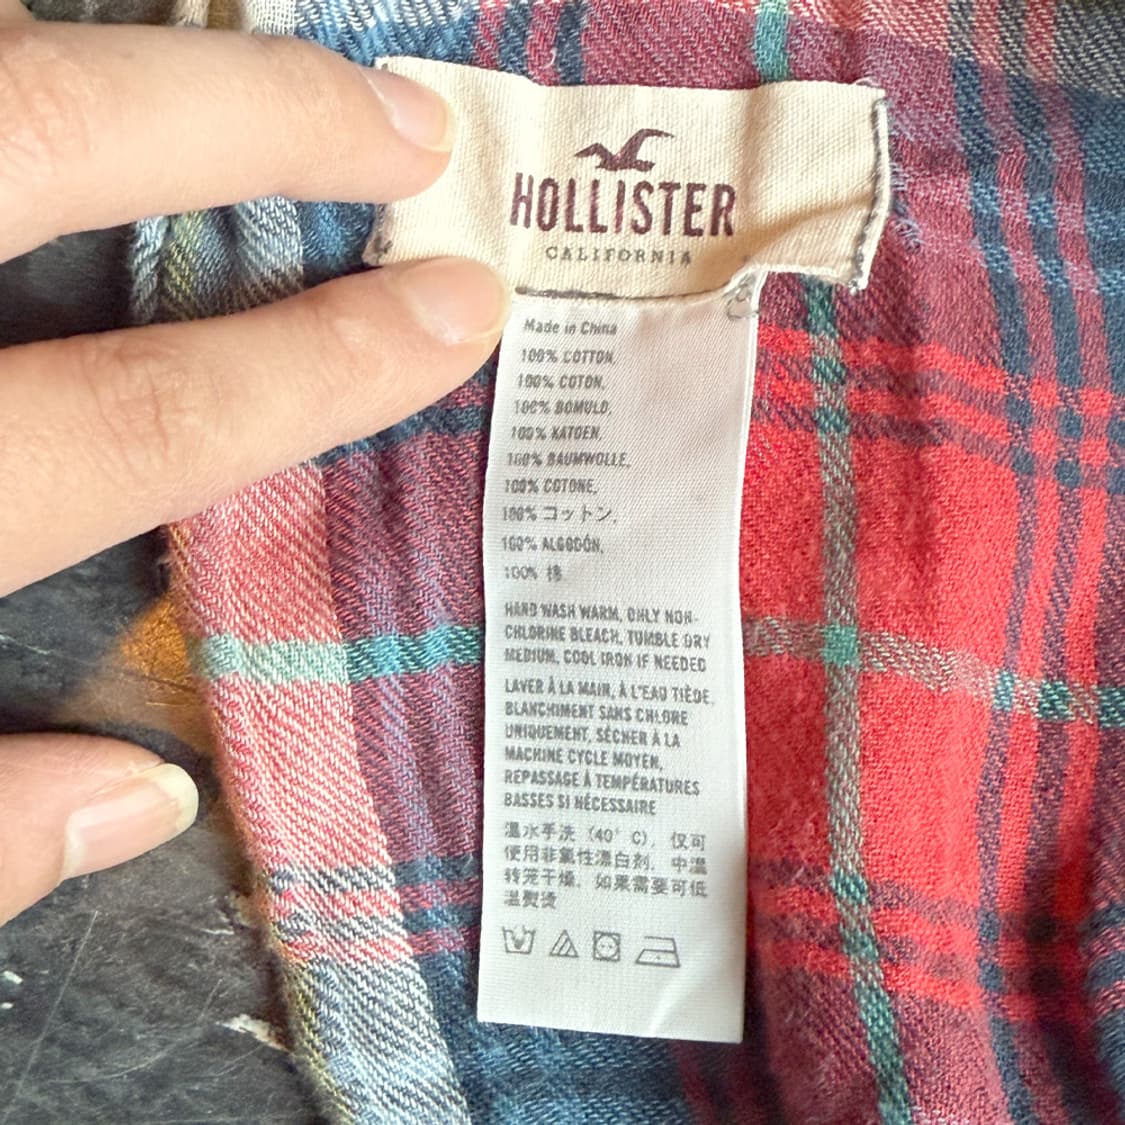 HOLLISTER
CALIFORNIA
Made in China
100% COTTON,
100% COTON,
100% BOMULD,
100% KATOEN,
100% BAUMWOLLE,
100% COTONE,
100% コットン,
100% ALGODÓN,
100% 棉
HAND WASH WARM, ONLY NON-
CHLORINE BLEACH, TUMBLE DRY
MEDIUM, COOL IRON IF NEEDED
LAVER À LA MAIN, À L'EAU TIÈDE,
BLANCHIMENT SANS CHLORE
UNIQUEMENT, SÉCHER À LA
MACHINE CYCLE MOYEN,
REPASSAGE À TEMPÉRATURES
BASSES SI NÉCESSAIRE
温水手洗 (40° C), 仅可
使用非氯性漂白剂, 中温
转笼干燥, 如果需要可低
温熨烫